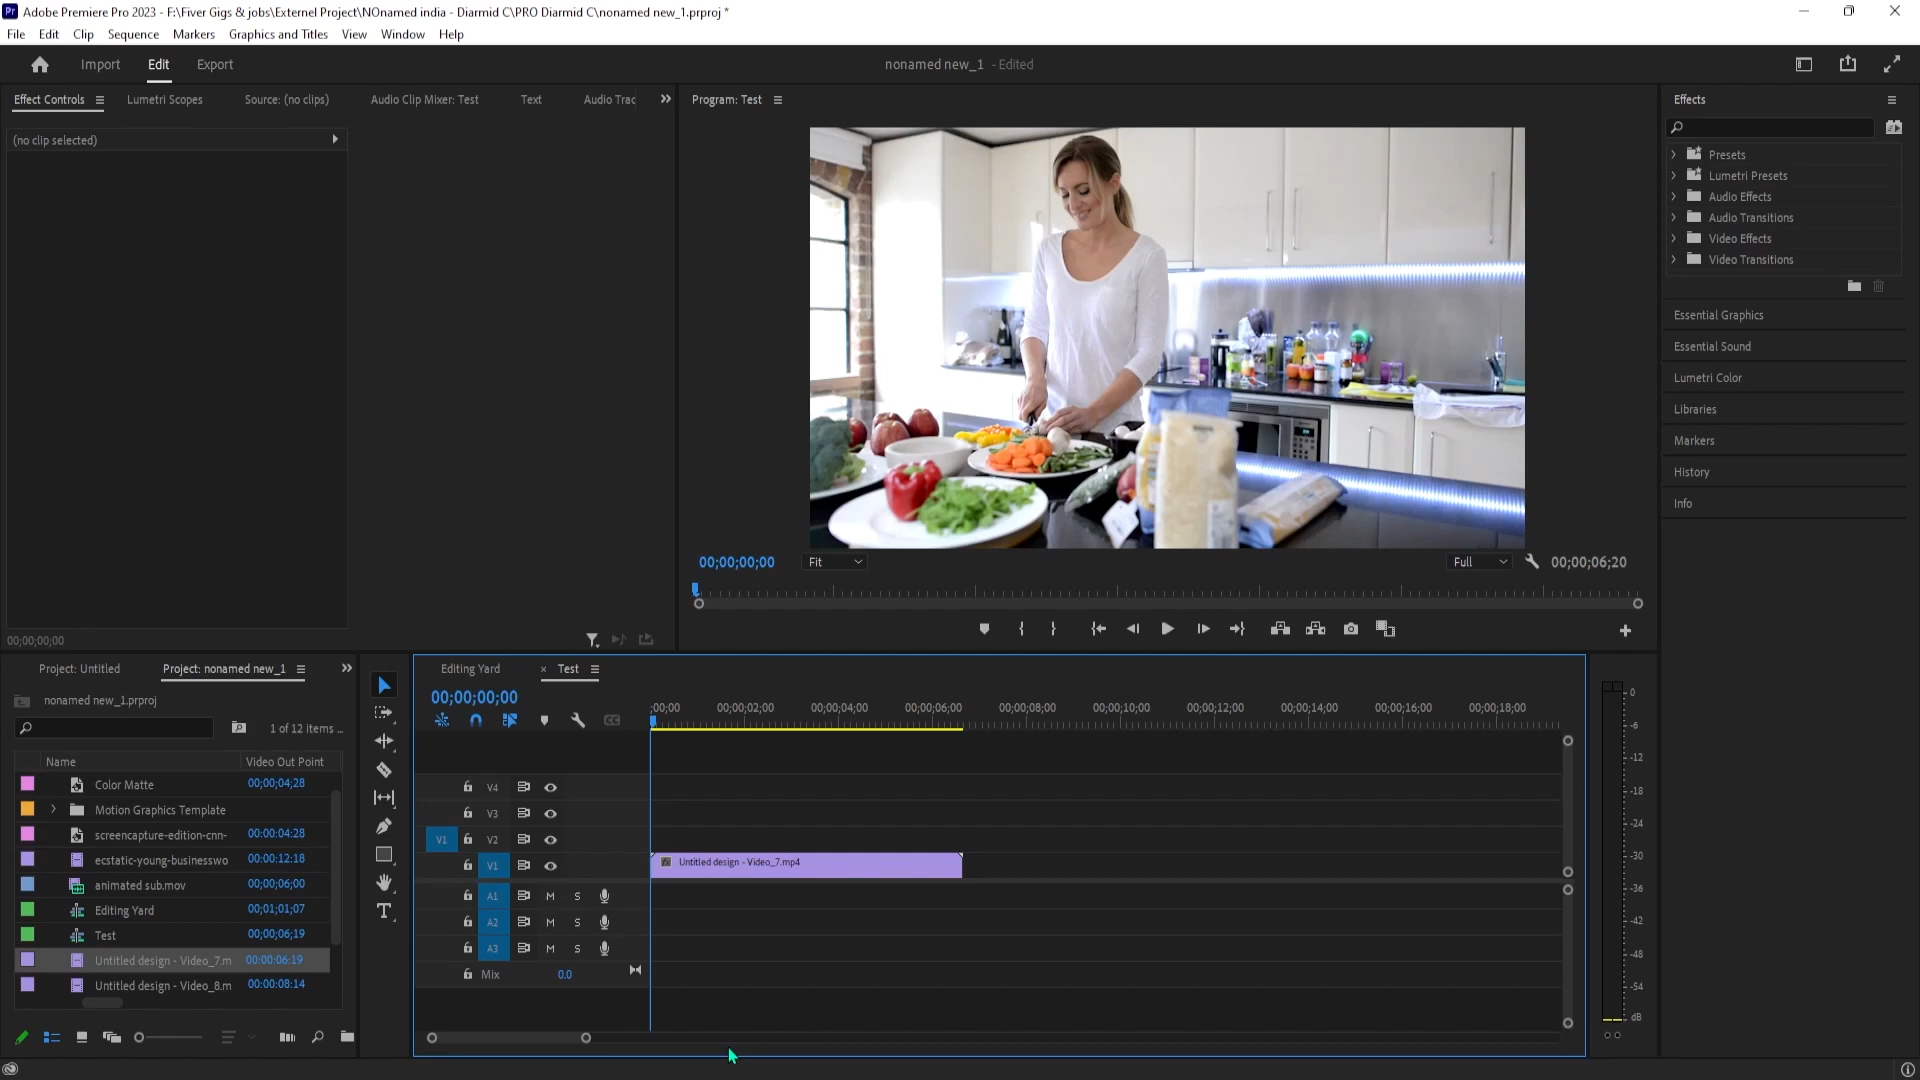 Pr Adobe Premiere Pro 2023 - F:\Fiver Gigs & jobs\Externel Project\NOnamed india - Diarmid C\PRO Diarmid C\nonamed new_1.prproj *
File Edit Clip Sequence Markers Graphics and Titles View Window Help
Import Edit Export nonamed new_1 - Edited
Effect Controls Lumetri Scopes Source: (no clips) Audio Clip Mixer: Test Text Audio Trac
(no clip selected)
00;00;00;00
Program: Test
00;00;00;00 Fit Full 00;00;06;20
Effects
Presets
Lumetri Presets
Audio Effects
Audio Transitions
Video Effects
Video Transitions
Essential Graphics
Essential Sound
Lumetri Color
Libraries
Markers
History
Info
Project: Untitled Project: nonamed new_1
nonamed new_1.prproj
1 of 12 items ...
Name Video Out Point
Color Matte 00;00;04;28
Motion Graphics Template
screencapture-edition-cnn- 00:00:04:28
ecstatic-young-businesswo 00:00:12:18
animated sub.mov 00;00;06;00
Editing Yard 00;01;01;07
Test 00;00;06;19
Untitled design - Video_7.m 00:00:06:19
Untitled design - Video_8.m 00:00:08:14
T
Editing Yard × Test
00;00;00;00
;00;00 00;00;02;00 00;00;04;00 00;00;06;00 00;00;08;00 00;00;10;00 00;00;12;00 00;00;14;00 00;00;16;00 00;00;18;00
V4
V3
V1 V2
V1 fx Untitled design - Video_7.mp4
A1 M S
A2 M S
A3 M S
Mix 0.0
0
-6
-12
-18
-24
-30
-36
-42
-48
-54
dB